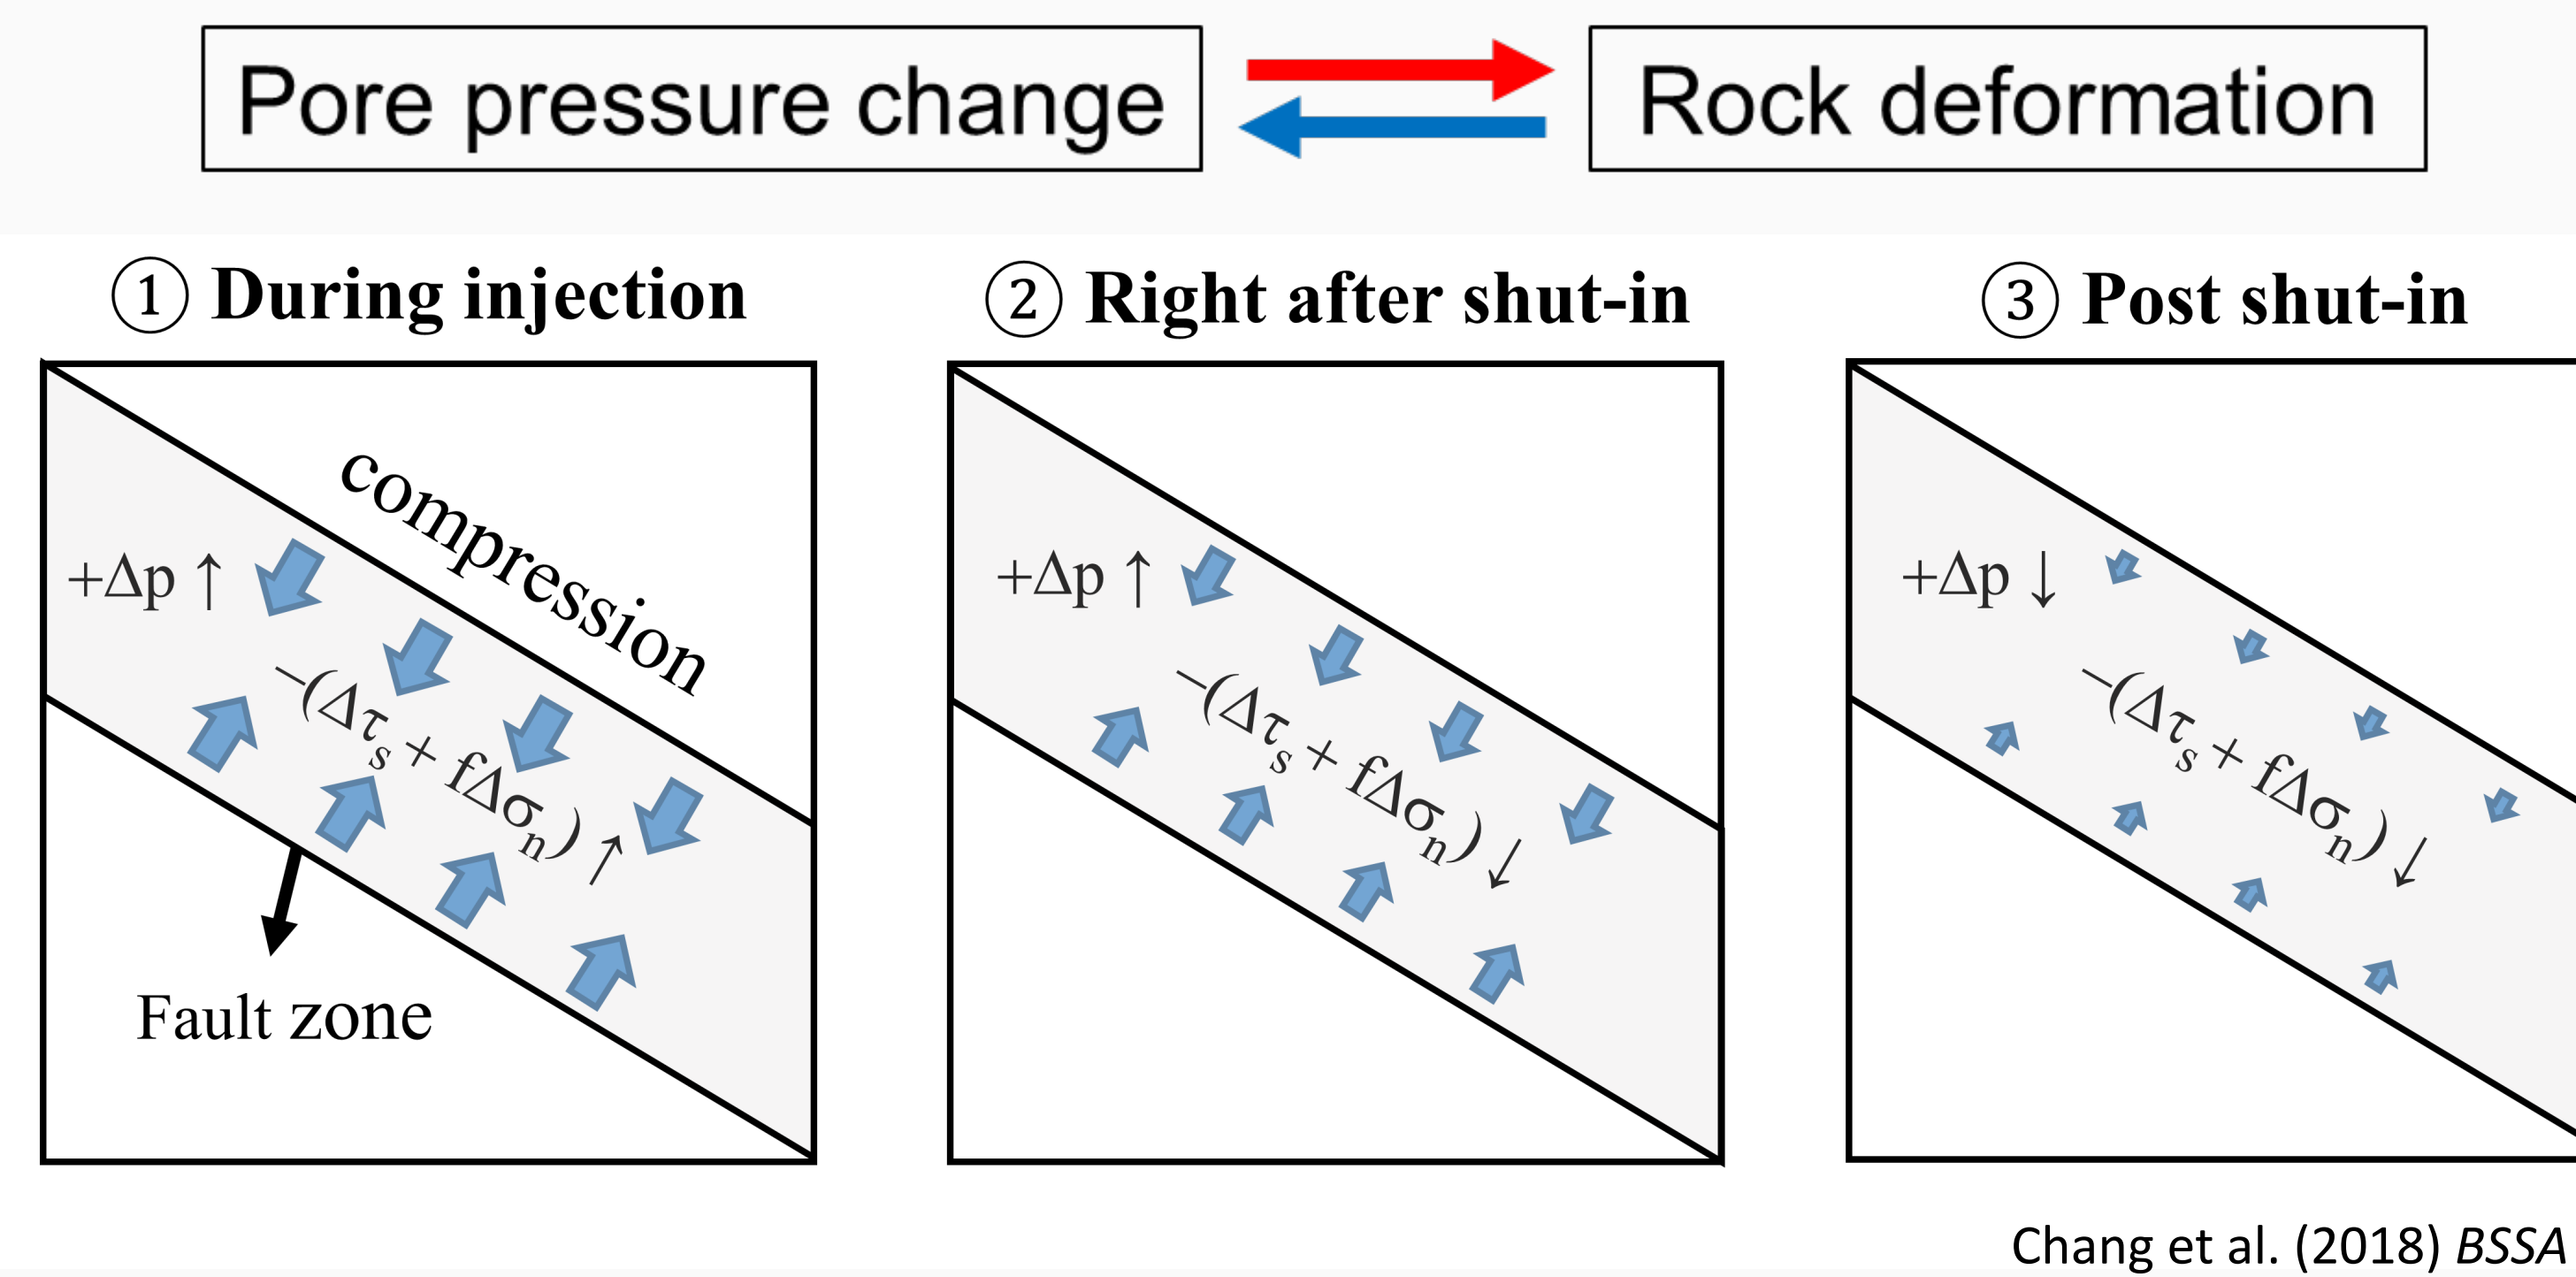 Pore pressure change
Rock deformation
① During injection
② Right after shut-in
③ Post shut-in
compression
+Δp ↑
−(Δτs + fΔσn) ↑
Fault zone
+Δp ↑
−(Δτs + fΔσn) ↓
+Δp ↓
−(Δτs + fΔσn) ↓
Chang et al. (2018) BSSA